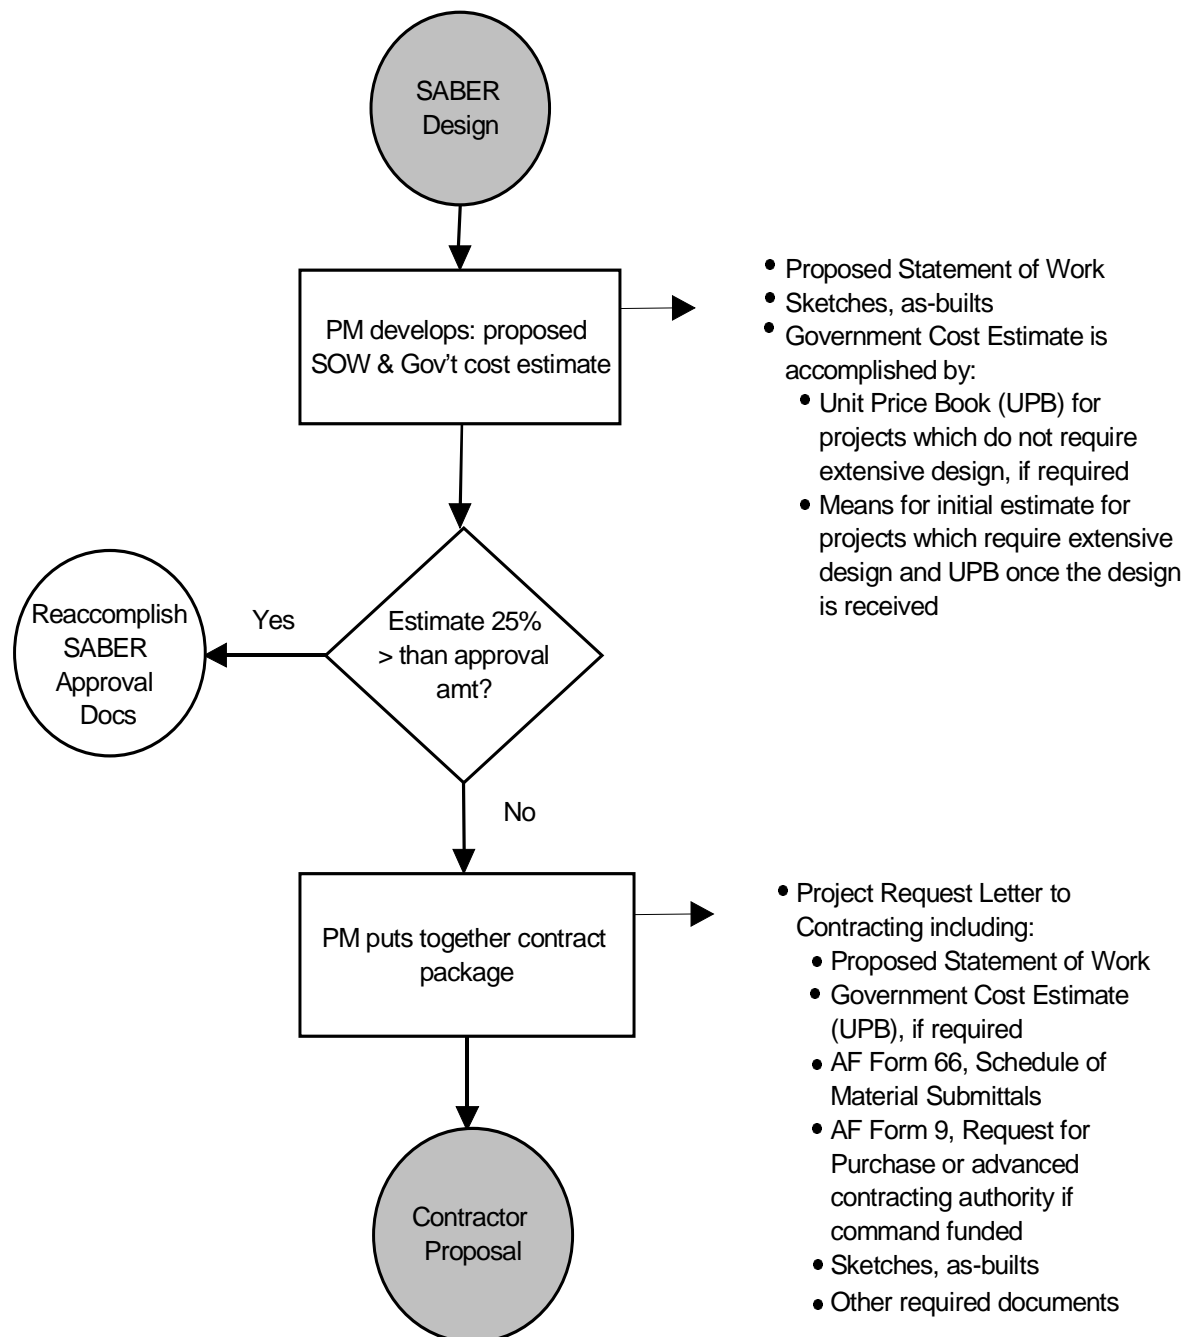 SABER
Design
PM develops: proposed
SOW & Gov't cost estimate
• Proposed Statement of Work
• Sketches, as-builts
• Government Cost Estimate is
accomplished by:
• Unit Price Book (UPB) for
projects which do not require
extensive design, if required
• Means for initial estimate for
projects which require extensive
design and UPB once the design
is received
Estimate 25%
> than approval
amt?
Yes
Reaccomplish
SABER
Approval
Docs
No
PM puts together contract
package
• Project Request Letter to
Contracting including:
• Proposed Statement of Work
• Government Cost Estimate
(UPB), if required
• AF Form 66, Schedule of
Material Submittals
• AF Form 9, Request for
Purchase or advanced
contracting authority if
command funded
• Sketches, as-builts
• Other required documents
Contractor
Proposal